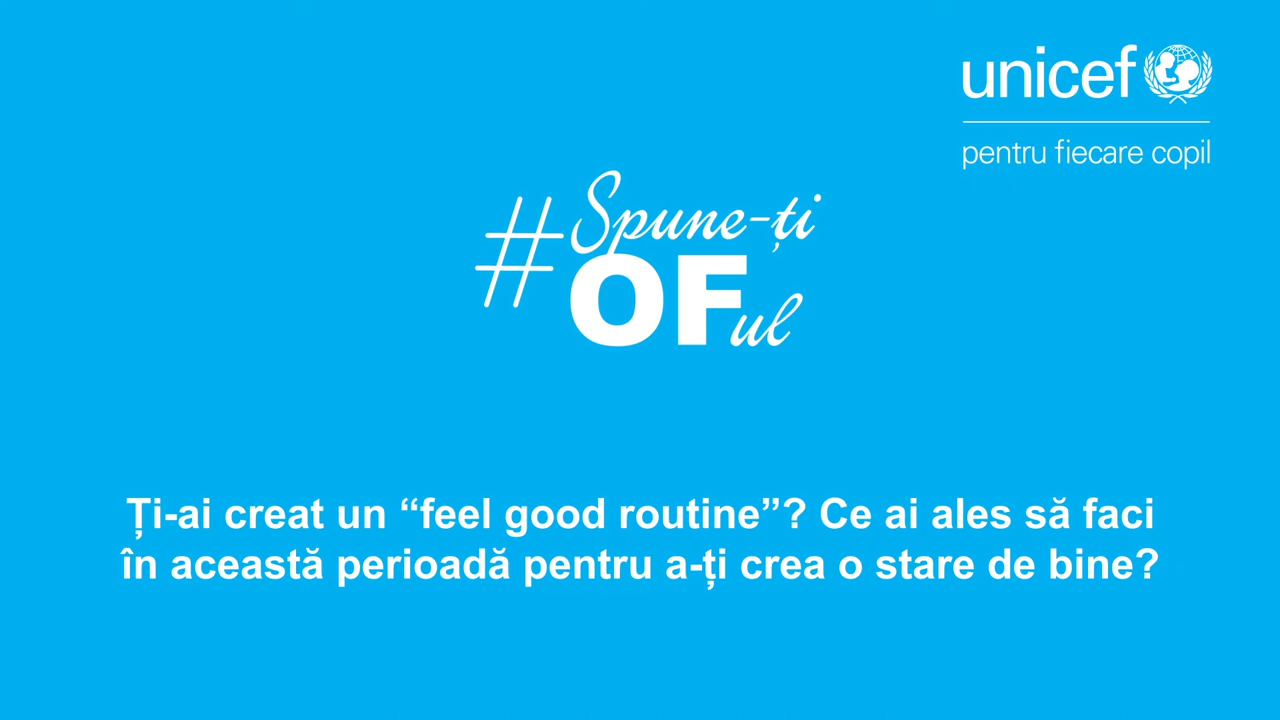 unicef
pentru fiecare copil
#Spune-ți
OFul
Ți-ai creat un “feel good routine”? Ce ai ales să faci
în această perioadă pentru a-ți crea o stare de bine?